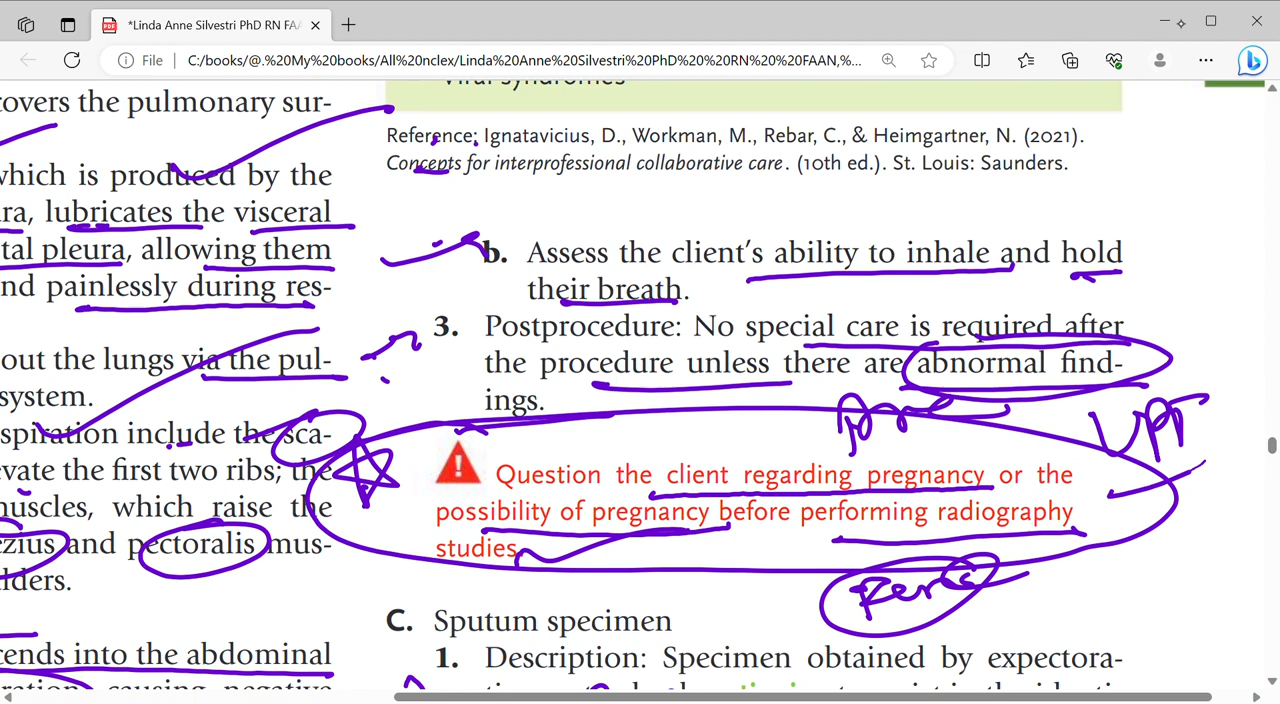 *Linda Anne Silvestri PhD RN FAA
File
C:/books/@.%20My%20books/All%20nclex/Linda%20Anne%20Silvestri%20PhD%20%20RN%20%20FAAN,%...
covers the pulmonary sur-
which is produced by the
ra, lubricates the visceral
tal pleura, allowing them
nd painlessly during res-
out the lungs via the pul-
system.
spiration include the sca-
evate the first two ribs; the
muscles, which raise the
ezius and pectoralis mus-
lders.
cends into the abdominal
viral syndromes
Reference: Ignatavicius, D., Workman, M., Rebar, C., & Heimgartner, N. (2021).
Concepts for interprofessional collaborative care. (10th ed.). St. Louis: Saunders.
b. Assess the client's ability to inhale and hold
their breath.
3. Postprocedure: No special care is required after
the procedure unless there are abnormal find-
ings.
UPT
Question the client regarding pregnancy or the
possibility of pregnancy before performing radiography
studies.
C. Sputum specimen
1. Description: Specimen obtained by expectora-